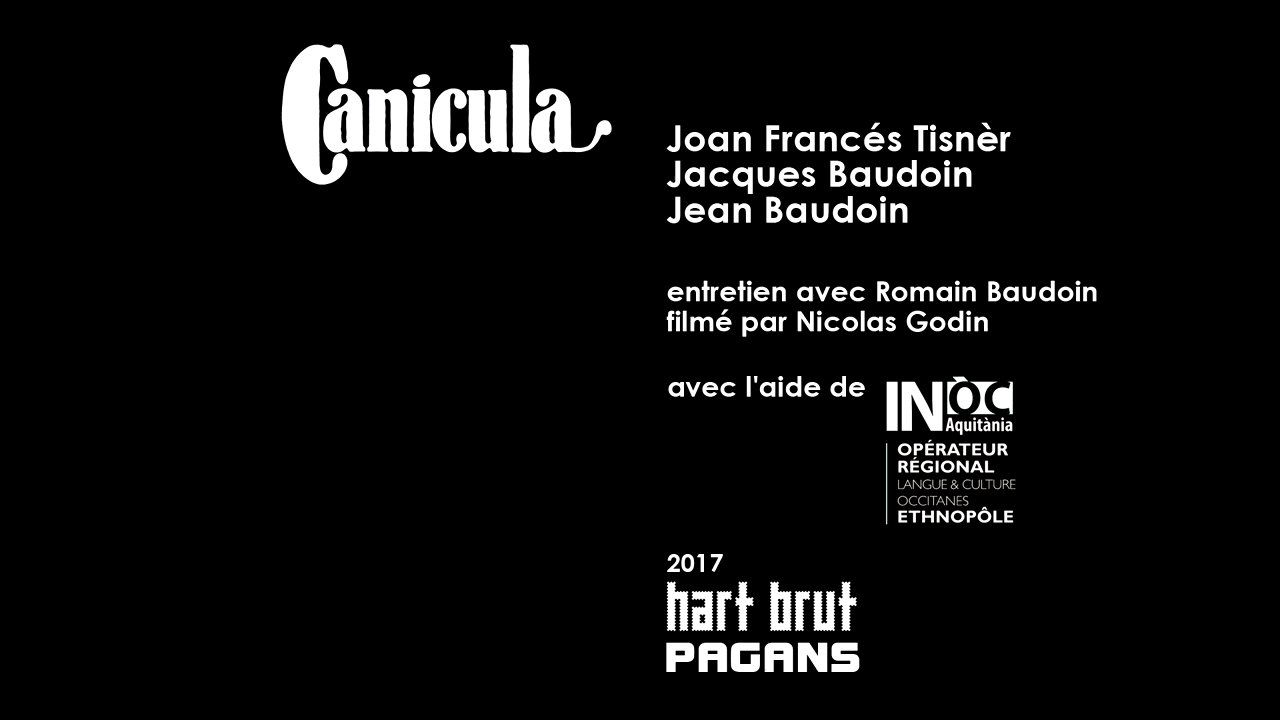 Canicula
Joan Francés Tisnèr
Jacques Baudoin
Jean Baudoin
entretien avec Romain Baudoin
filmé par Nicolas Godin
avec l'aide de
INÒC
Aquitània
OPÉRATEUR
RÉGIONAL
LANGUE & CULTURE
OCCITANES
ETHNOPÔLE
2017
hart brut
PAGANS